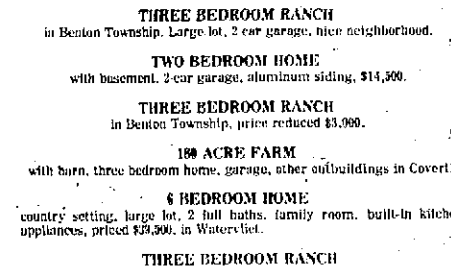 THREE BEDROOM RANCH
in Benton Township. Large lot, 2 car garage, nice neighborhood.
TWO BEDROOM HOME
with basement. 2-car garage, aluminum siding, $14,500.
THREE BEDROOM RANCH
in Benton Township, price reduced $3,000.
180 ACRE FARM
with barn, three bedroom home, garage, other outbuildings in Covert
6 BEDROOM HOME
country setting, large lot, 2 full baths, family room, built-in kitche
appliances, priced $39,500, in Watervliet.
THREE BEDROOM RANCH